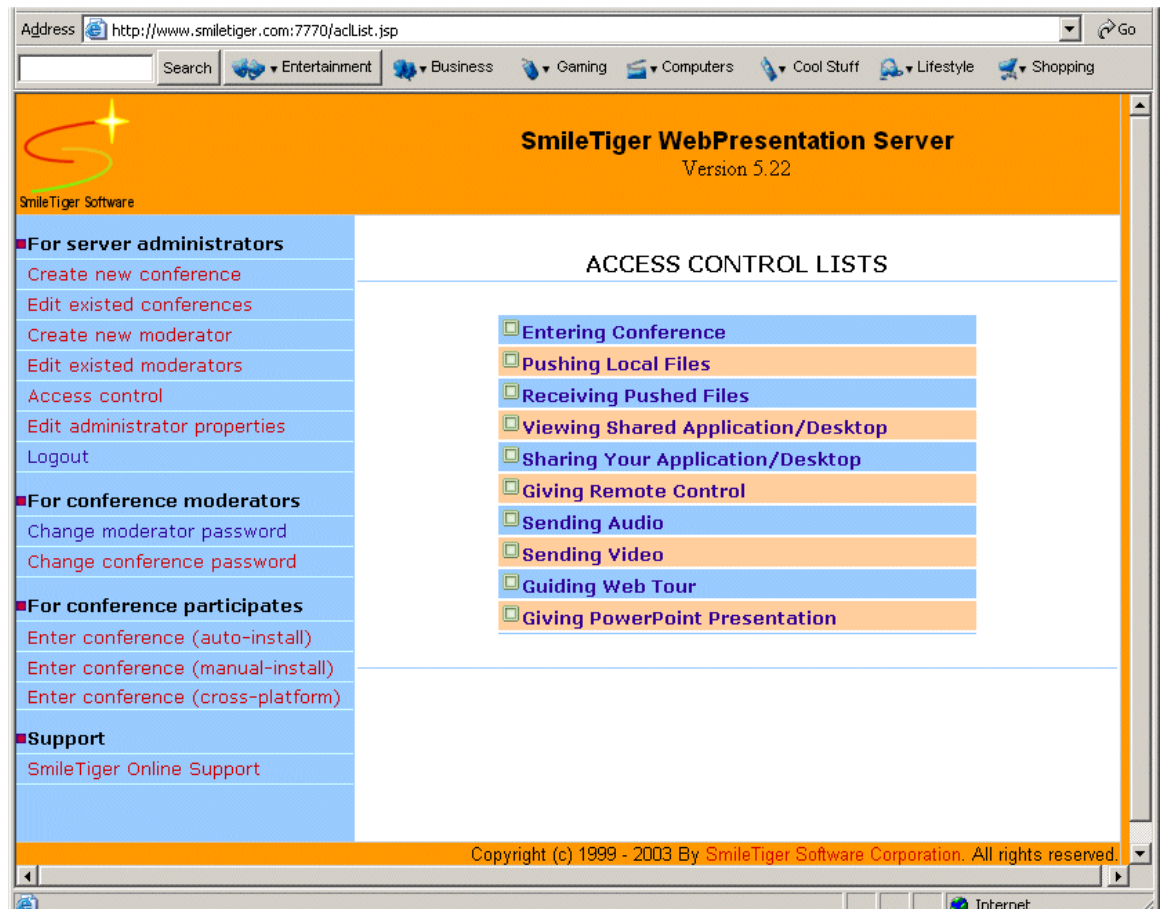 Address http://www.smiletiger.com:7770/aclList.jsp Go
Search Entertainment Business Gaming Computers Cool Stuff Lifestyle Shopping
SmileTiger Software
SmileTiger WebPresentation Server
Version 5.22
For server administrators
Create new conference
Edit existed conferences
Create new moderator
Edit existed moderators
Access control
Edit administrator properties
Logout
For conference moderators
Change moderator password
Change conference password
For conference participates
Enter conference (auto-install)
Enter conference (manual-install)
Enter conference (cross-platform)
Support
SmileTiger Online Support
ACCESS CONTROL LISTS
Entering Conference
Pushing Local Files
Receiving Pushed Files
Viewing Shared Application/Desktop
Sharing Your Application/Desktop
Giving Remote Control
Sending Audio
Sending Video
Guiding Web Tour
Giving PowerPoint Presentation
Copyright (c) 1999 - 2003 By SmileTiger Software Corporation. All rights reserved.
Internet